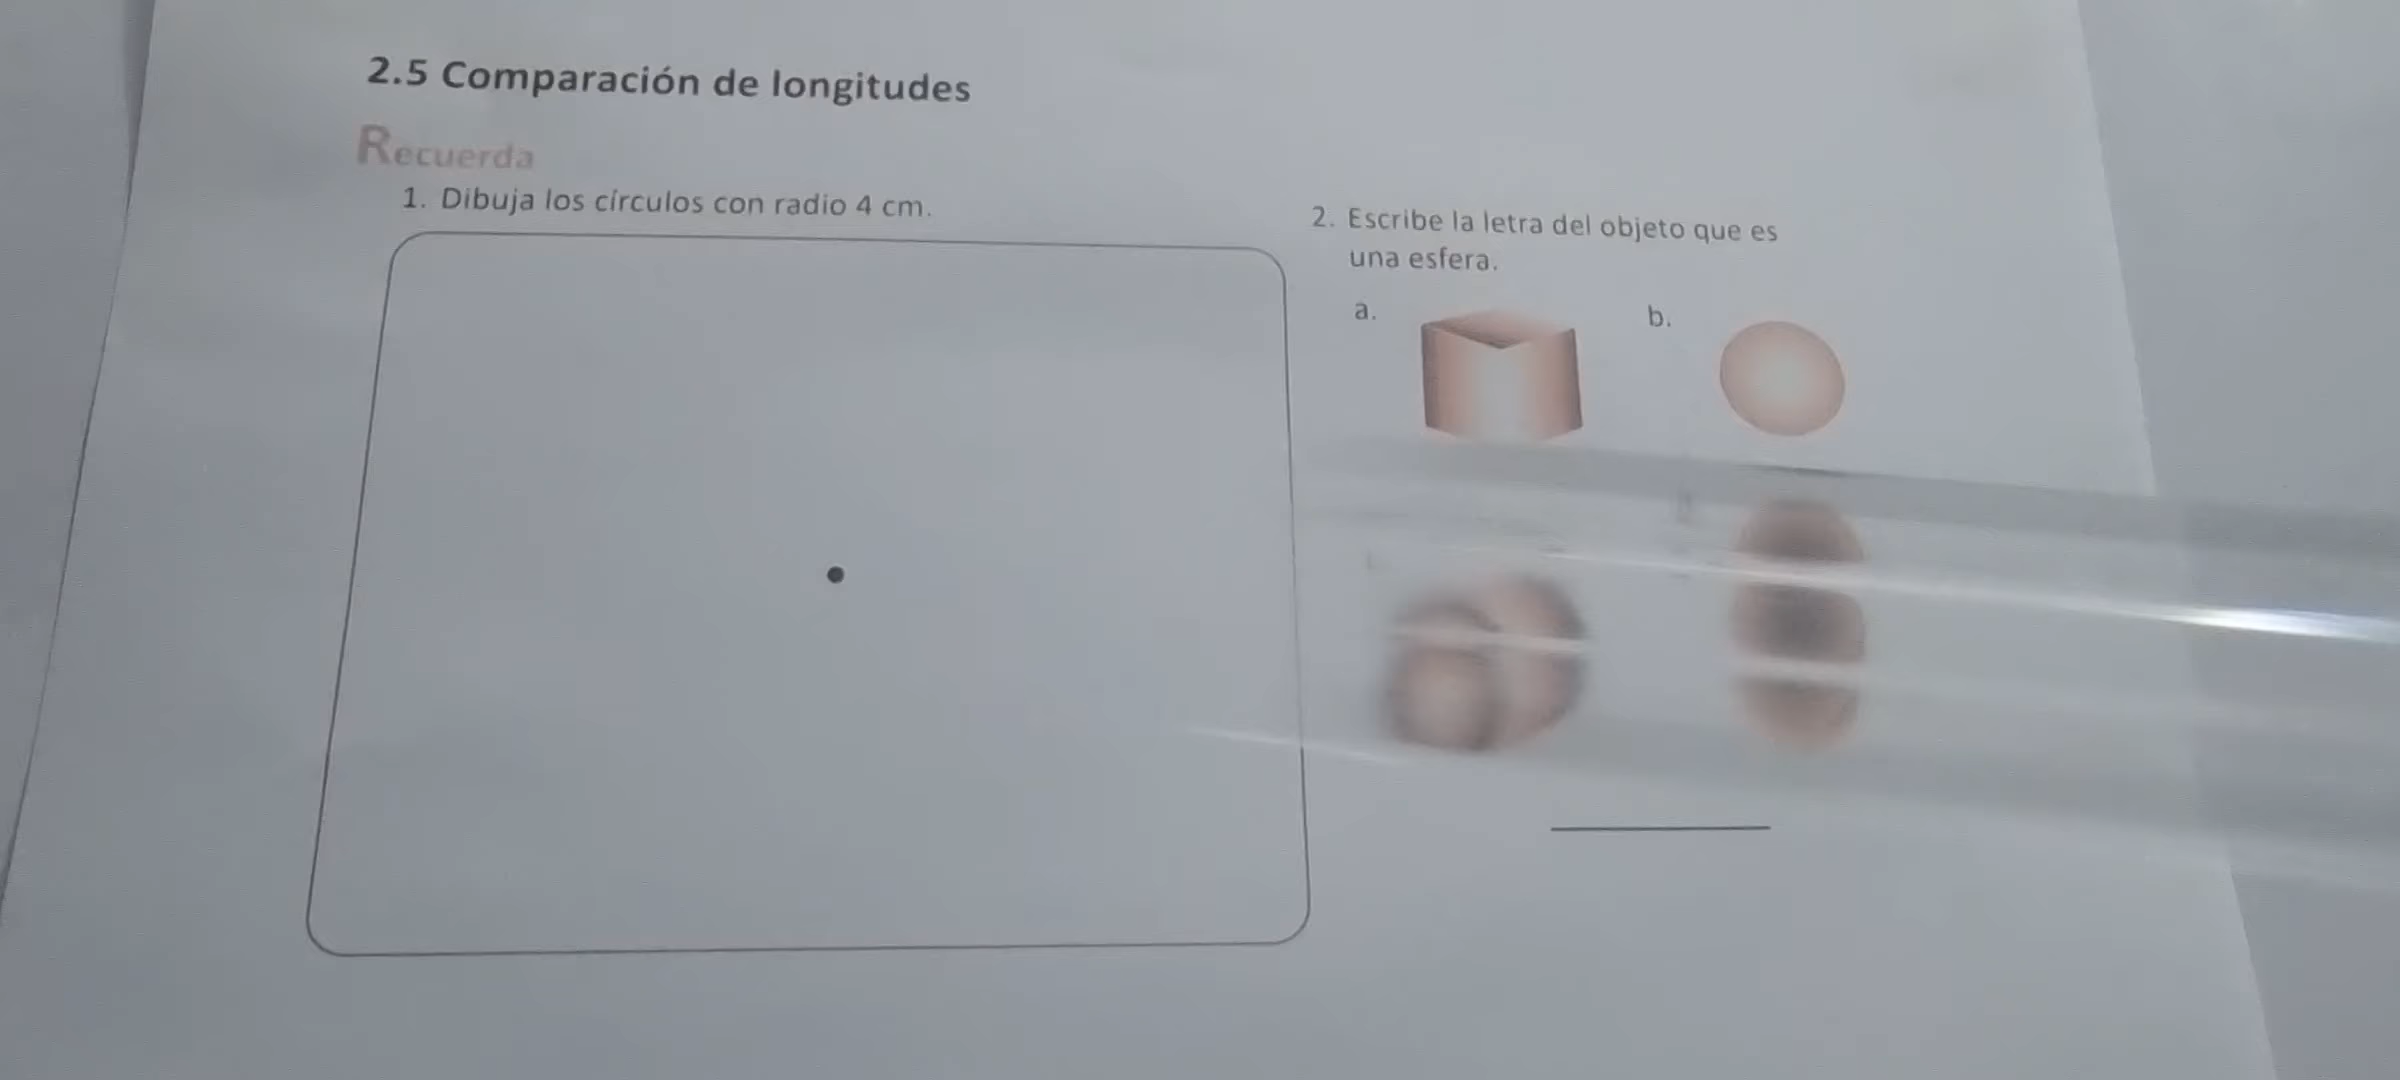 2.5 Comparación de longitudes
Recuerda
1. Dibuja los círculos con radio 4 cm.
2. Escribe la letra del objeto que es
una esfera.
a.
b.